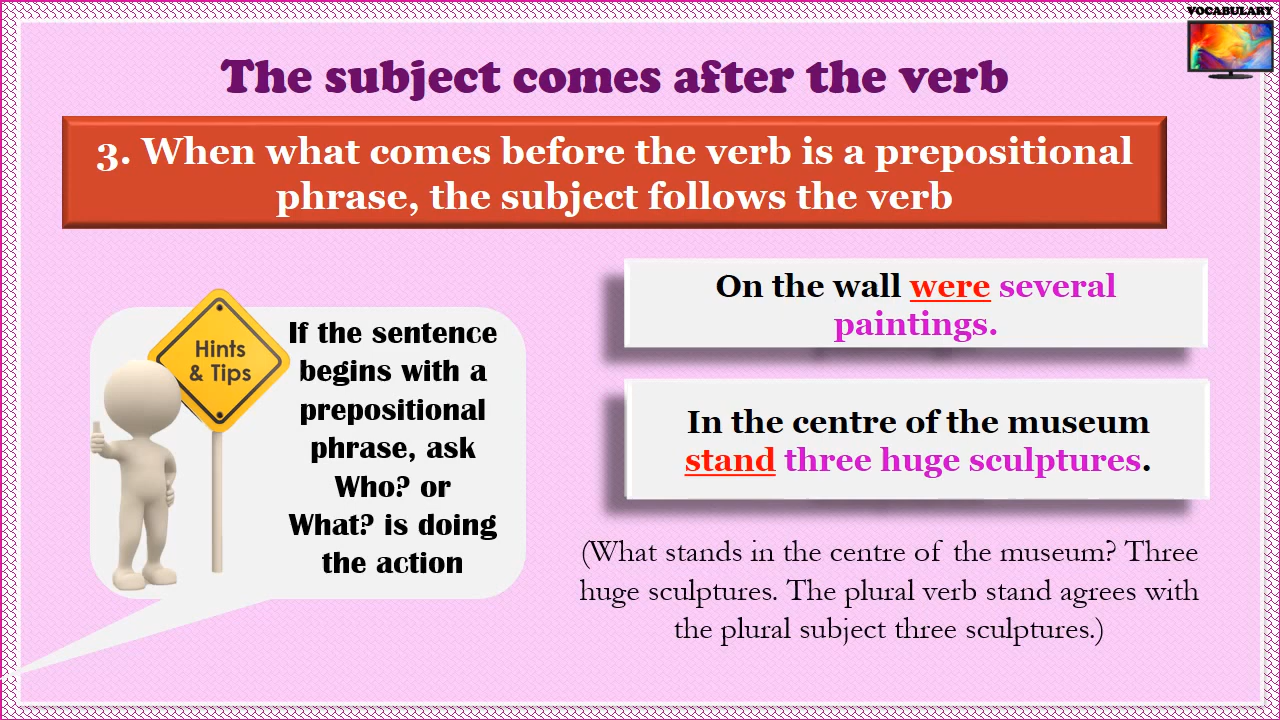 VOCABULARY
The subject comes after the verb
3. When what comes before the verb is a prepositional
phrase, the subject follows the verb
Hints
& Tips
If the sentence
begins with a
prepositional
phrase, ask
Who? or
What? is doing
the action
On the wall were several
paintings.
In the centre of the museum
stand three huge sculptures.
(What stands in the centre of the museum? Three
huge sculptures. The plural verb stand agrees with
the plural subject three sculptures.)